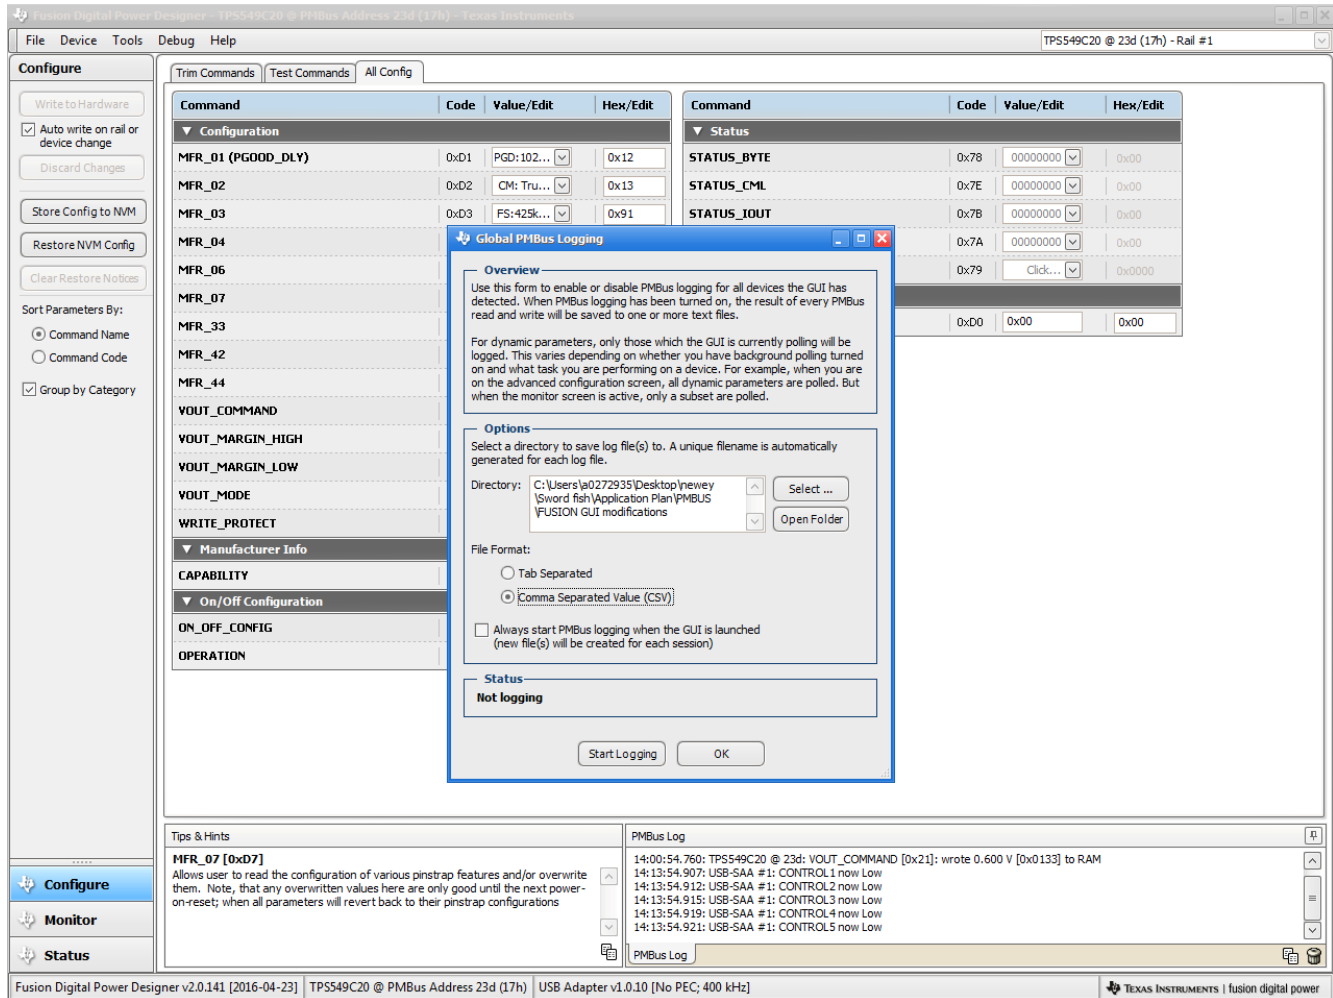 Fusion Digital Power Designer - TPS549C20 @ PMBus Address 23d (17h) - Texas Instruments
File Device Tools Debug Help
TPS549C20 @ 23d (17h) - Rail #1
Configure
Write to Hardware
Auto write on rail or
device change
Discard Changes
Store Config to NVM
Restore NVM Config
Clear Restore Notices
Sort Parameters By:
Command Name
Command Code
Group by Category
Trim Commands Test Commands All Config
Command Code Value/Edit Hex/Edit
Configuration
MFR_01 (PGOOD_DLY) 0xD1 PGD:102... 0x12
MFR_02 0xD2 CM: Tru... 0x13
MFR_03 0xD3 FS:425k... 0x91
MFR_04
MFR_06
MFR_07
MFR_33
MFR_42
MFR_44
VOUT_COMMAND
VOUT_MARGIN_HIGH
VOUT_MARGIN_LOW
VOUT_MODE
WRITE_PROTECT
Manufacturer Info
CAPABILITY
On/Off Configuration
ON_OFF_CONFIG
OPERATION
Command Code Value/Edit Hex/Edit
Status
STATUS_BYTE 0x78 00000000 0x00
STATUS_CML 0x7E 00000000 0x00
STATUS_IOUT 0x7B 00000000 0x00
0x7A 00000000 0x00
0x79 Click... 0x0000
0xD0 0x00 0x00
Global PMBus Logging
Overview
Use this form to enable or disable PMBus logging for all devices the GUI has
detected. When PMBus logging has been turned on, the result of every PMBus
read and write will be saved to one or more text files.
For dynamic parameters, only those which the GUI is currently polling will be
logged. This varies depending on whether you have background polling turned
on and what task you are performing on a device. For example, when you are
on the advanced configuration screen, all dynamic parameters are polled. But
when the monitor screen is active, only a subset are polled.
Options
Select a directory to save log file(s) to. A unique filename is automatically
generated for each log file.
Directory: C:\Users\a0272935\Desktop\newey
\Sword fish\Application Plan\PMBUS
\FUSION GUI modifications
Select ...
Open Folder
File Format:
Tab Separated
Comma Separated Value (CSV)
Always start PMBus logging when the GUI is launched
(new file(s) will be created for each session)
Status
Not logging
Start Logging OK
Tips & Hints
MFR_07 [0xD7]
Allows user to read the configuration of various pinstrap features and/or overwrite
them. Note, that any overwritten values here are only good until the next power-
on-reset; when all parameters will revert back to their pinstrap configurations
PMBus Log
14:00:54.760: TPS549C20 @ 23d: VOUT_COMMAND [0x21]: wrote 0.600 V [0x0133] to RAM
14:13:54.907: USB-SAA #1: CONTROL1 now Low
14:13:54.912: USB-SAA #1: CONTROL2 now Low
14:13:54.915: USB-SAA #1: CONTROL3 now Low
14:13:54.919: USB-SAA #1: CONTROL4 now Low
14:13:54.921: USB-SAA #1: CONTROL5 now Low
PMBus Log
Configure
Monitor
Status
Fusion Digital Power Designer v2.0.141 [2016-04-23] TPS549C20 @ PMBus Address 23d (17h) USB Adapter v1.0.10 [No PEC; 400 kHz]
TEXAS INSTRUMENTS | fusion digital power